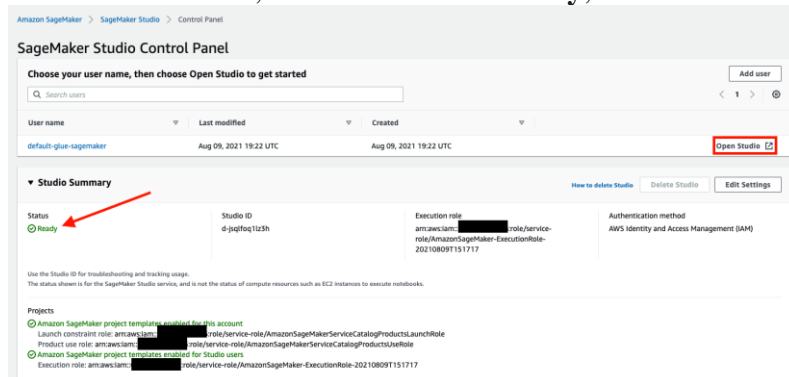 Amazon SageMaker > SageMaker Studio > Control Panel
SageMaker Studio Control Panel
Choose your user name, then choose Open Studio to get started
Add user
Search users
< 1 >
User name Last modified Created
default-glue-sagemaker Aug 09, 2021 19:22 UTC Aug 09, 2021 19:22 UTC Open Studio
Studio Summary
How to delete Studio Delete Studio Edit Settings
Status Studio ID Execution role Authentication method
Ready d-jsqlfoq1lz3h arn:aws:iam:: :role/service- AWS Identity and Access Management (IAM)
role/AmazonSageMaker-ExecutionRole-
20210809T151717
Use the Studio ID for troubleshooting and tracking usage.
The status shown is for the SageMaker Studio service, and is not the status of compute resources such as EC2 instances to execute notebooks.
Projects
Amazon SageMaker project templates enabled for this account
Launch constraint role: arn:aws:iam:: :role/service-role/AmazonSageMakerServiceCatalogProductsLaunchRole
Product use role: arn:aws:iam:: :role/service-role/AmazonSageMakerServiceCatalogProductsUseRole
Amazon SageMaker project templates enabled for Studio users
Execution role: arn:aws:iam:: :role/service-role/AmazonSageMaker-ExecutionRole-20210809T151717